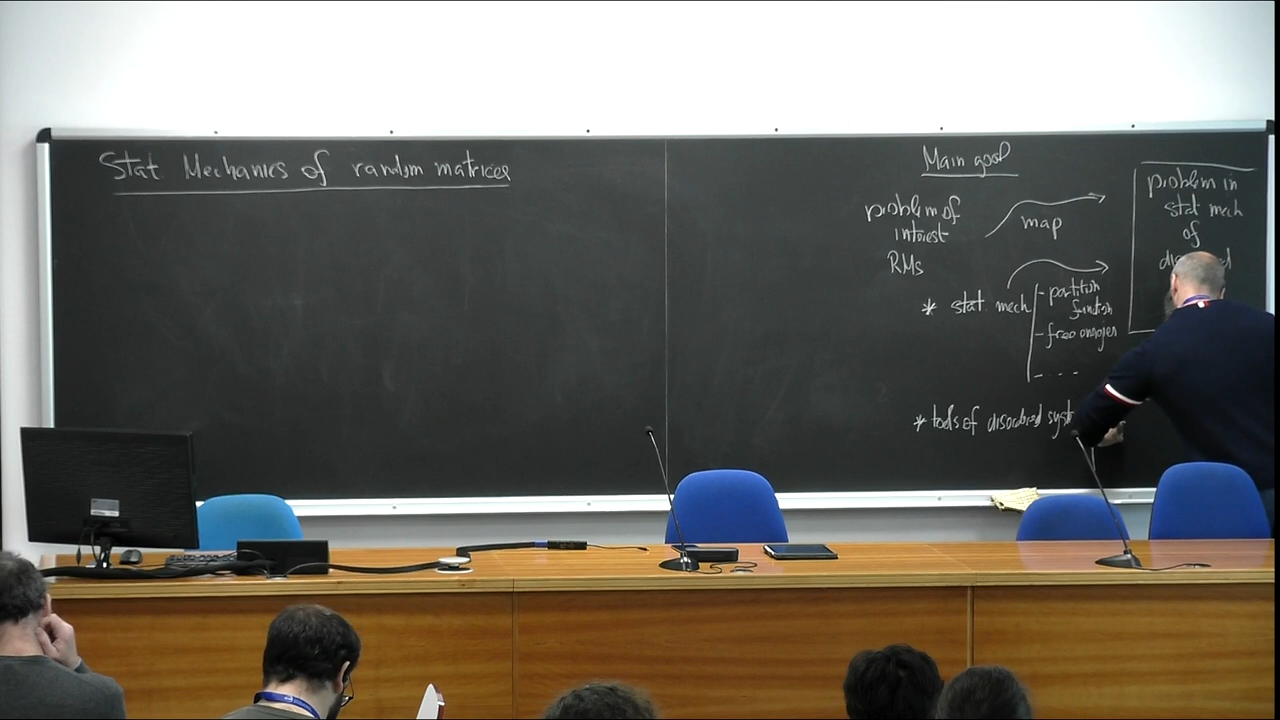 Stat Mechanics of random matrices
Main goal
problem of
interest
RMs
map
problem in
stat mech
of
* stat mech
- partition
function
- free energies
- - - -
* tools of disordered syst